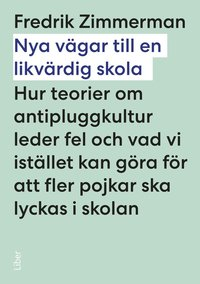 Fredrik Zimmerman
Nya vägar till en
likvärdig skola
Hur teorier om
antipluggkultur
leder fel och vad vi
istället kan göra för
att fler pojkar ska
lyckas i skolan
Liber